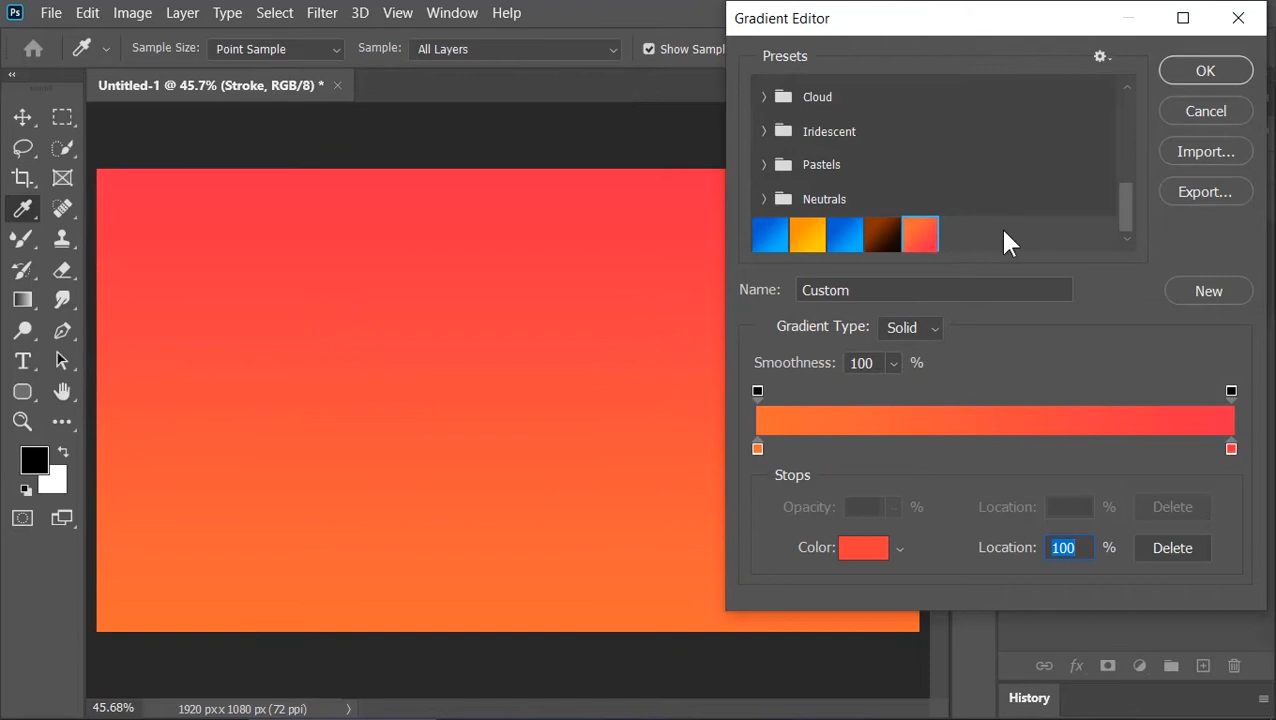 Ps File Edit Image Layer Type Select Filter 3D View Window Help
Gradient Editor
Sample Size: Point Sample Sample: All Layers Show Sampl
Presets
OK
Untitled-1 @ 45.7% (Stroke, RGB/8) *
Cloud
Cancel
Iridescent
Import...
Pastels
Export...
Neutrals
Name: Custom
New
Gradient Type: Solid
Smoothness: 100 %
Stops
Opacity: % Location: % Delete
Color: Location: 100 % Delete
T
fx
History
45.68% 1920 px x 1080 px (72 ppi)